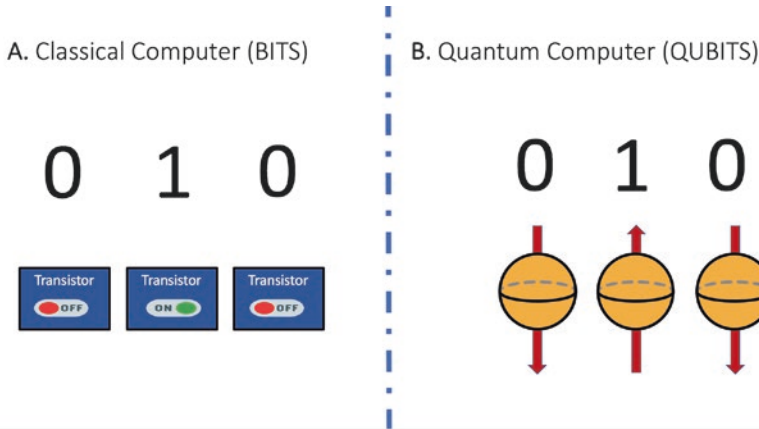 A. Classical Computer (BITS)
0 1 0
Transistor Transistor Transistor
OFF ON OFF
B. Quantum Computer (QUBITS)
0 1 0